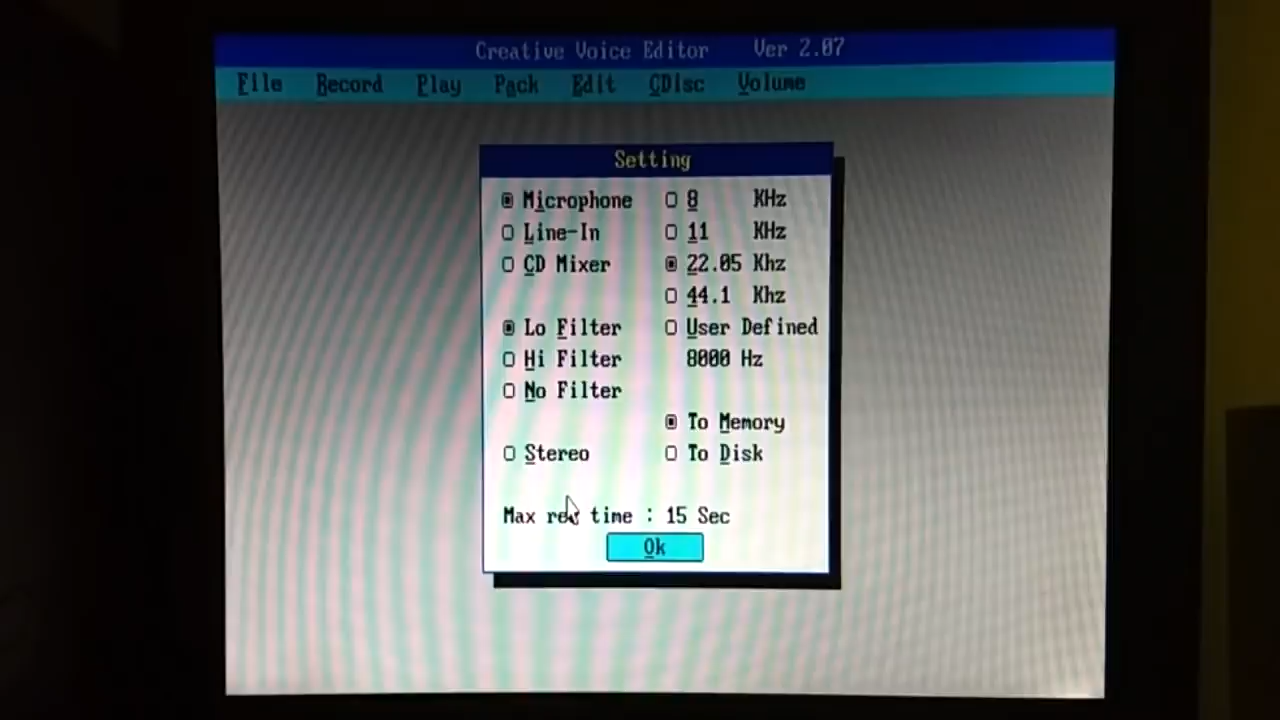 Creative Voice Editor Ver 2.07
File Record Play Pack Edit CDisc Volume
Setting
Microphone 8 KHz
Line-In 11 KHz
CD Mixer 22.05 Khz
44.1 Khz
Lo Filter User Defined
Hi Filter 8000 Hz
No Filter
To Memory
Stereo To Disk
Max rec time : 15 Sec
Ok